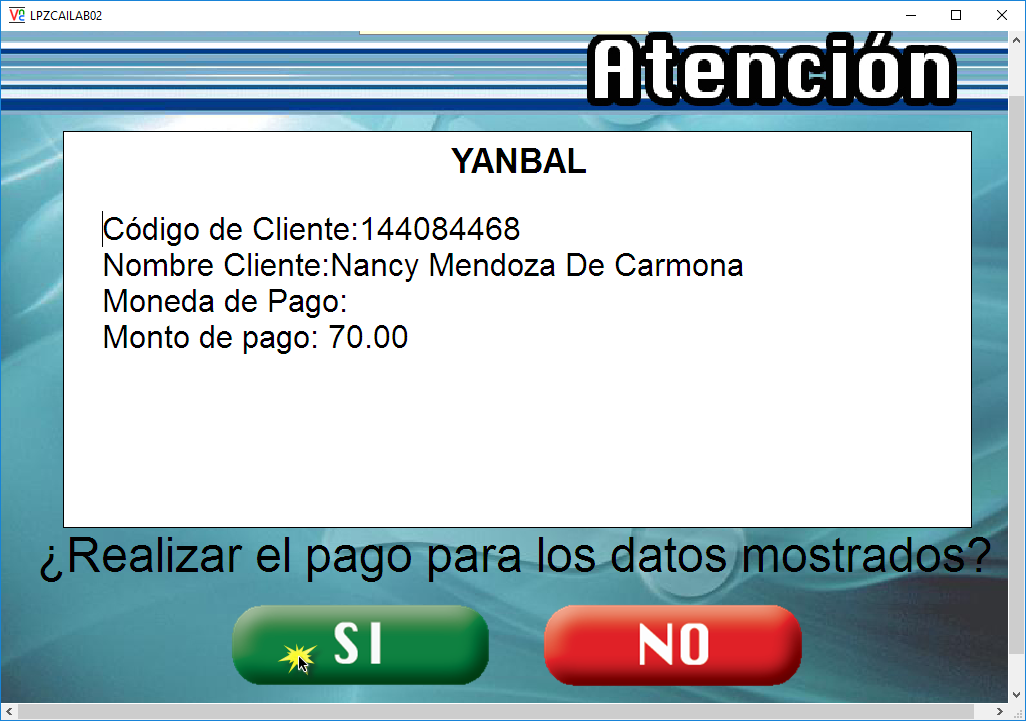 LPZCAILAB02
Atención
YANBAL
Código de Cliente:144084468
Nombre Cliente:Nancy Mendoza De Carmona
Moneda de Pago:
Monto de pago: 70.00
¿Realizar el pago para los datos mostrados?
SI
NO